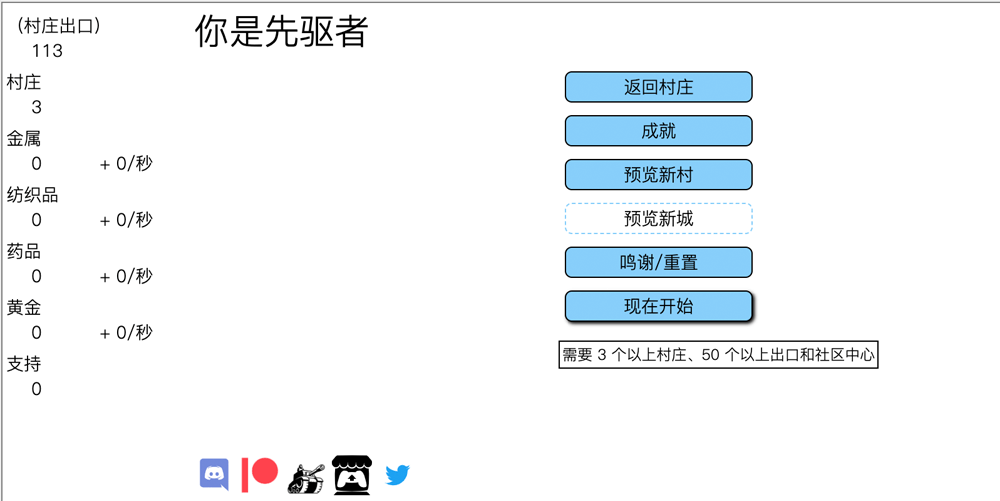 （村庄出口）
113
村庄
3
金属
0 + 0/秒
纺织品
0 + 0/秒
药品
0 + 0/秒
黄金
0 + 0/秒
支持
0
你是先驱者
返回村庄
成就
预览新村
预览新城
鸣谢/重置
现在开始
需要 3 个以上村庄、50 个以上出口和社区中心